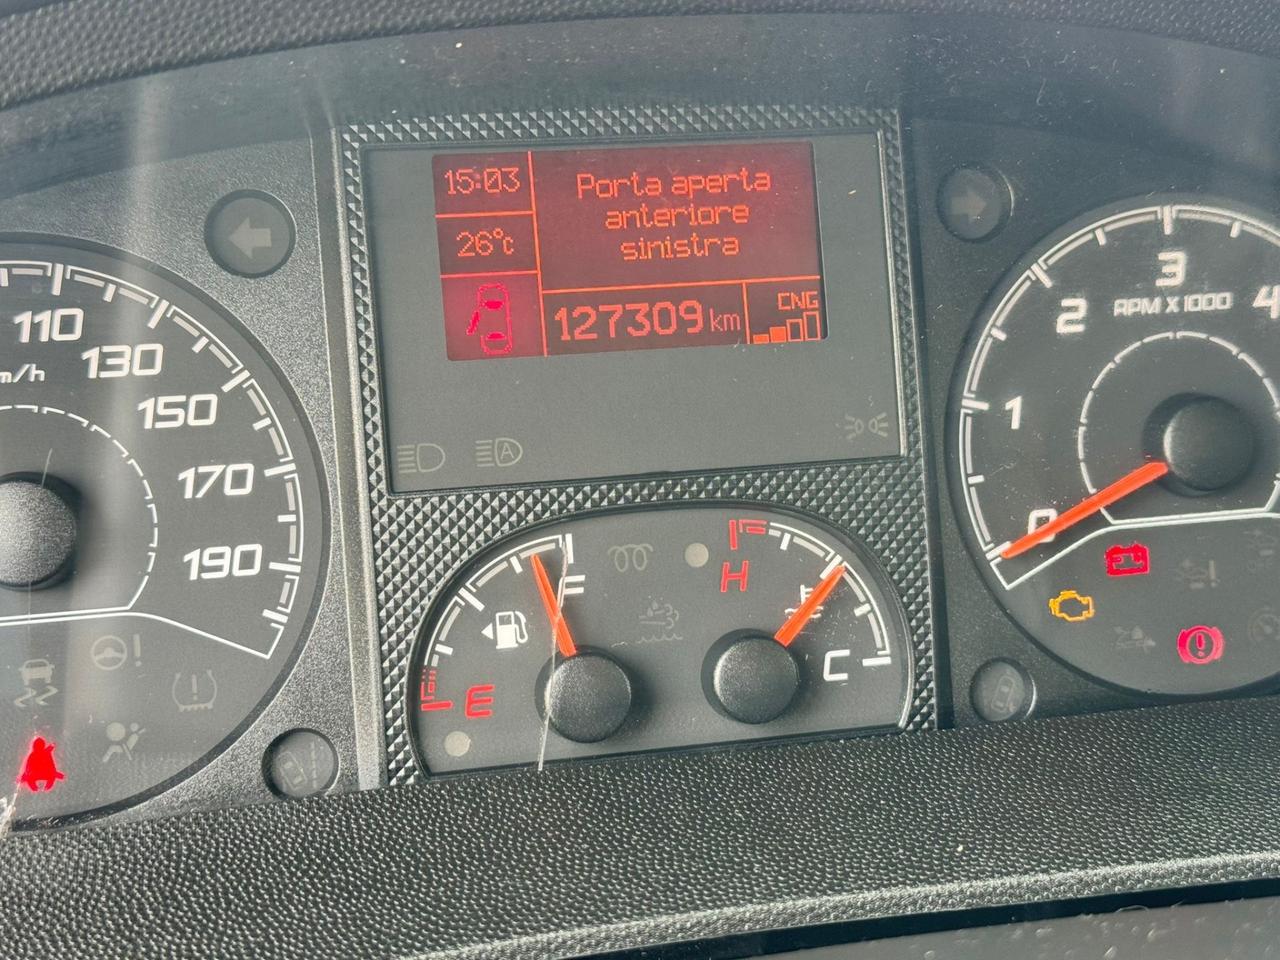 15:03
26°c
Porta aperta
anteriore
sinistra
127309 km
CNG
110
130
m/h
150
170
190
1
2
3
4
RPM X 1000
0
F
E
H
C
A